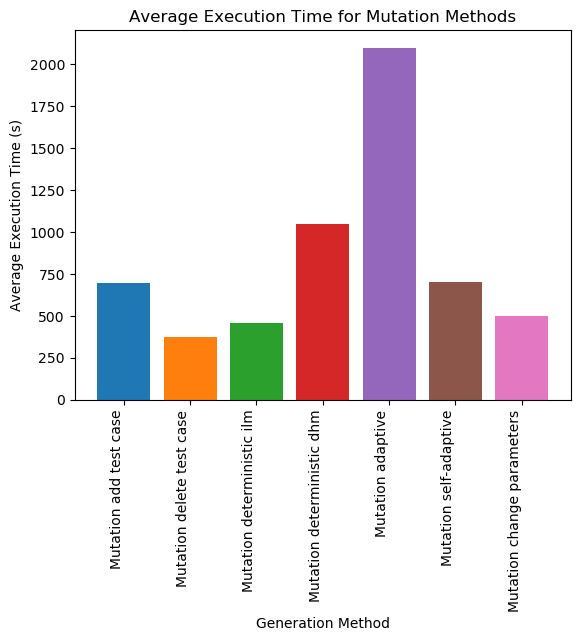 Average Execution Time for Mutation Methods
Average Execution Time (s)
2000
1750
1500
1250
1000
750
500
250
0
Mutation add test case
Mutation delete test case
Mutation deterministic ilm
Mutation deterministic dhm
Mutation adaptive
Mutation self-adaptive
Mutation change parameters
Generation Method